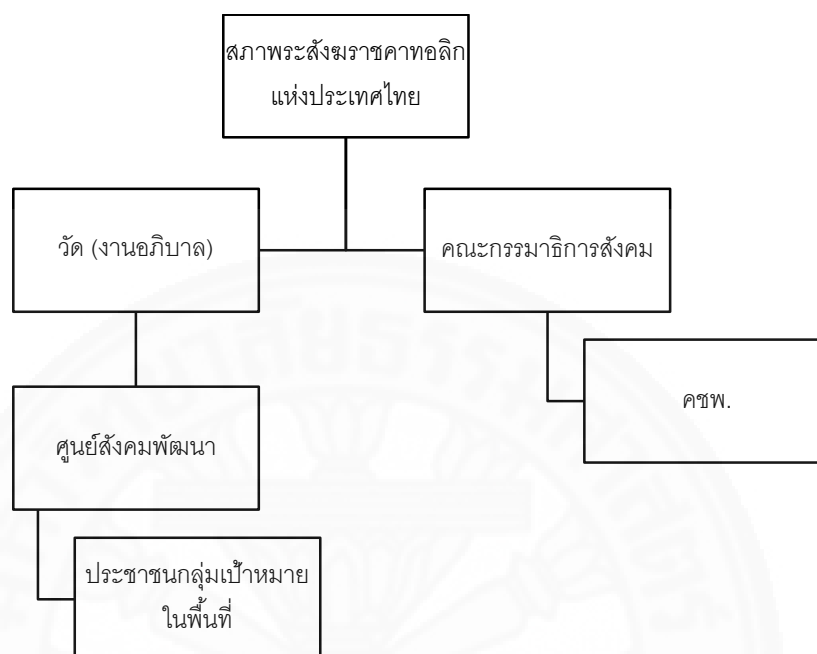 สภาพระสังฆราชคาทอลิก
แห่งประเทศไทย
วัด (งานอภิบาล)
คณะกรรมาธิการสังคม
คชพ.
ศูนย์สังคมพัฒนา
ประชาชนกลุ่มเป้าหมาย
ในพื้นที่